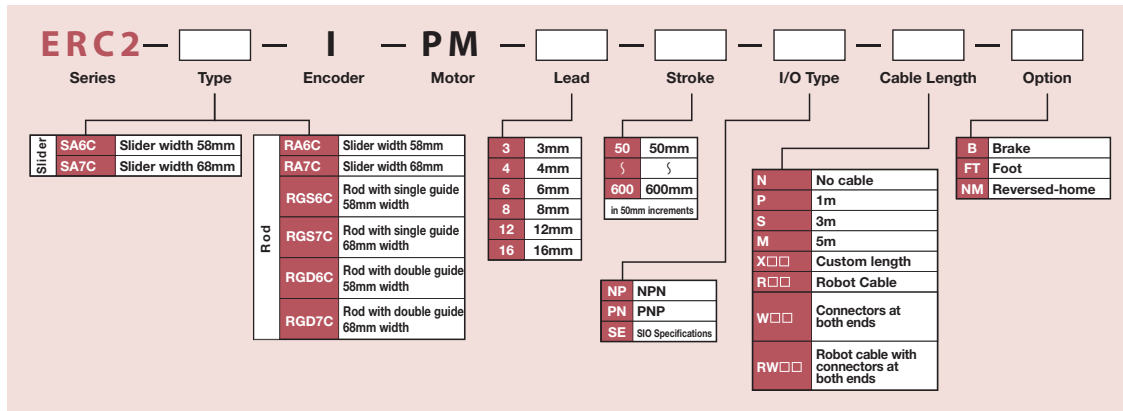 ERC2 — — I — PM — — — — —
Series Type Encoder Motor Lead Stroke I/O Type Cable Length Option
Slider
SA6C Slider width 58mm
SA7C Slider width 68mm
Rod
RA6C Slider width 58mm
RA7C Slider width 68mm
RGS6C Rod with single guide
58mm width
RGS7C Rod with single guide
68mm width
RGD6C Rod with double guide
58mm width
RGD7C Rod with double guide
68mm width
3 3mm
4 4mm
6 6mm
8 8mm
12 12mm
16 16mm
50 50mm
⸾ ⸾
600 600mm
in 50mm increments
NP NPN
PN PNP
SE SIO Specifications
N No cable
P 1m
S 3m
M 5m
X□□ Custom length
R□□ Robot Cable
W□□ Connectors at
both ends
RW□□ Robot cable with
connectors at
both ends
B Brake
FT Foot
NM Reversed-home